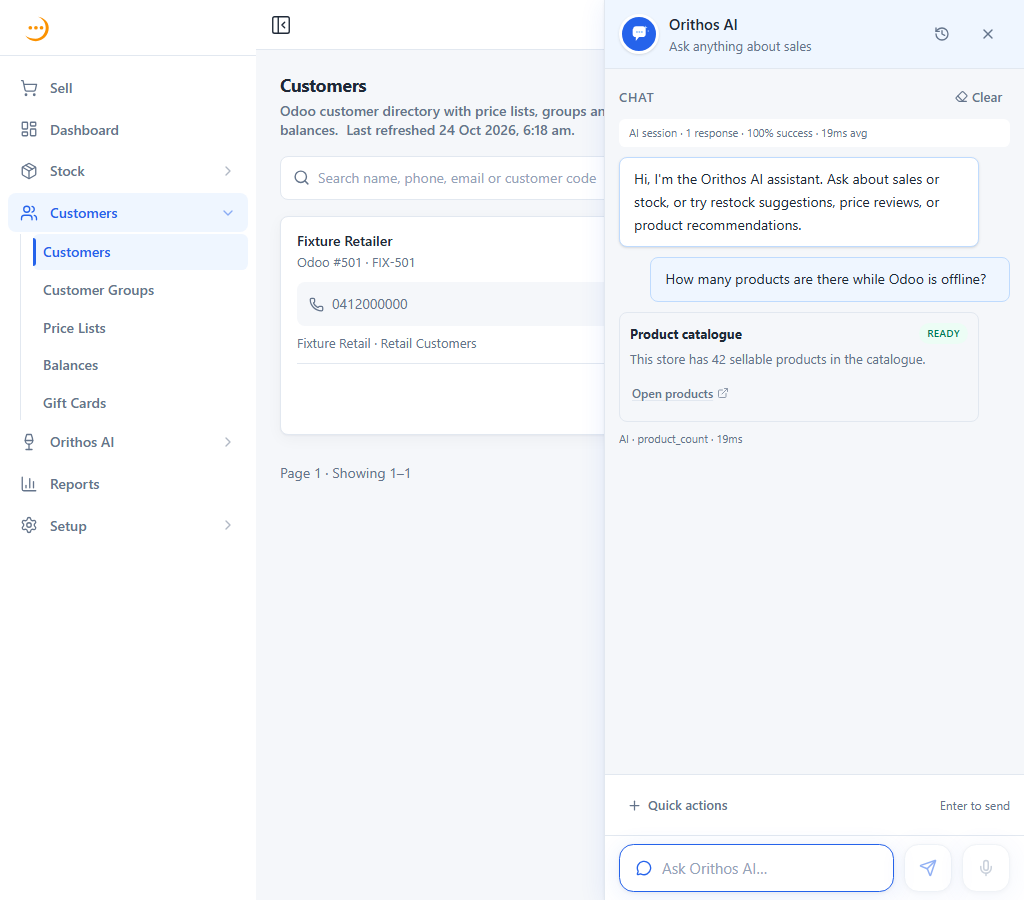 Sell
Dashboard
Stock
Customers
Customers
Customer Groups
Price Lists
Balances
Gift Cards
Orithos AI
Reports
Setup
Customers
Odoo customer directory with price lists, groups an
balances. Last refreshed 24 Oct 2026, 6:18 am.
Search name, phone, email or customer code
Fixture Retailer
Odoo #501 · FIX-501
0412000000
Fixture Retail · Retail Customers
Page 1 · Showing 1–1
Orithos AI
Ask anything about sales
CHAT
Clear
AI session · 1 response · 100% success · 19ms avg
Hi, I'm the Orithos AI assistant. Ask about sales or
stock, or try restock suggestions, price reviews, or
product recommendations.
How many products are there while Odoo is offline?
Product catalogue
READY
This store has 42 sellable products in the catalogue.
Open products
AI · product_count · 19ms
Quick actions
Enter to send
Ask Orithos AI...